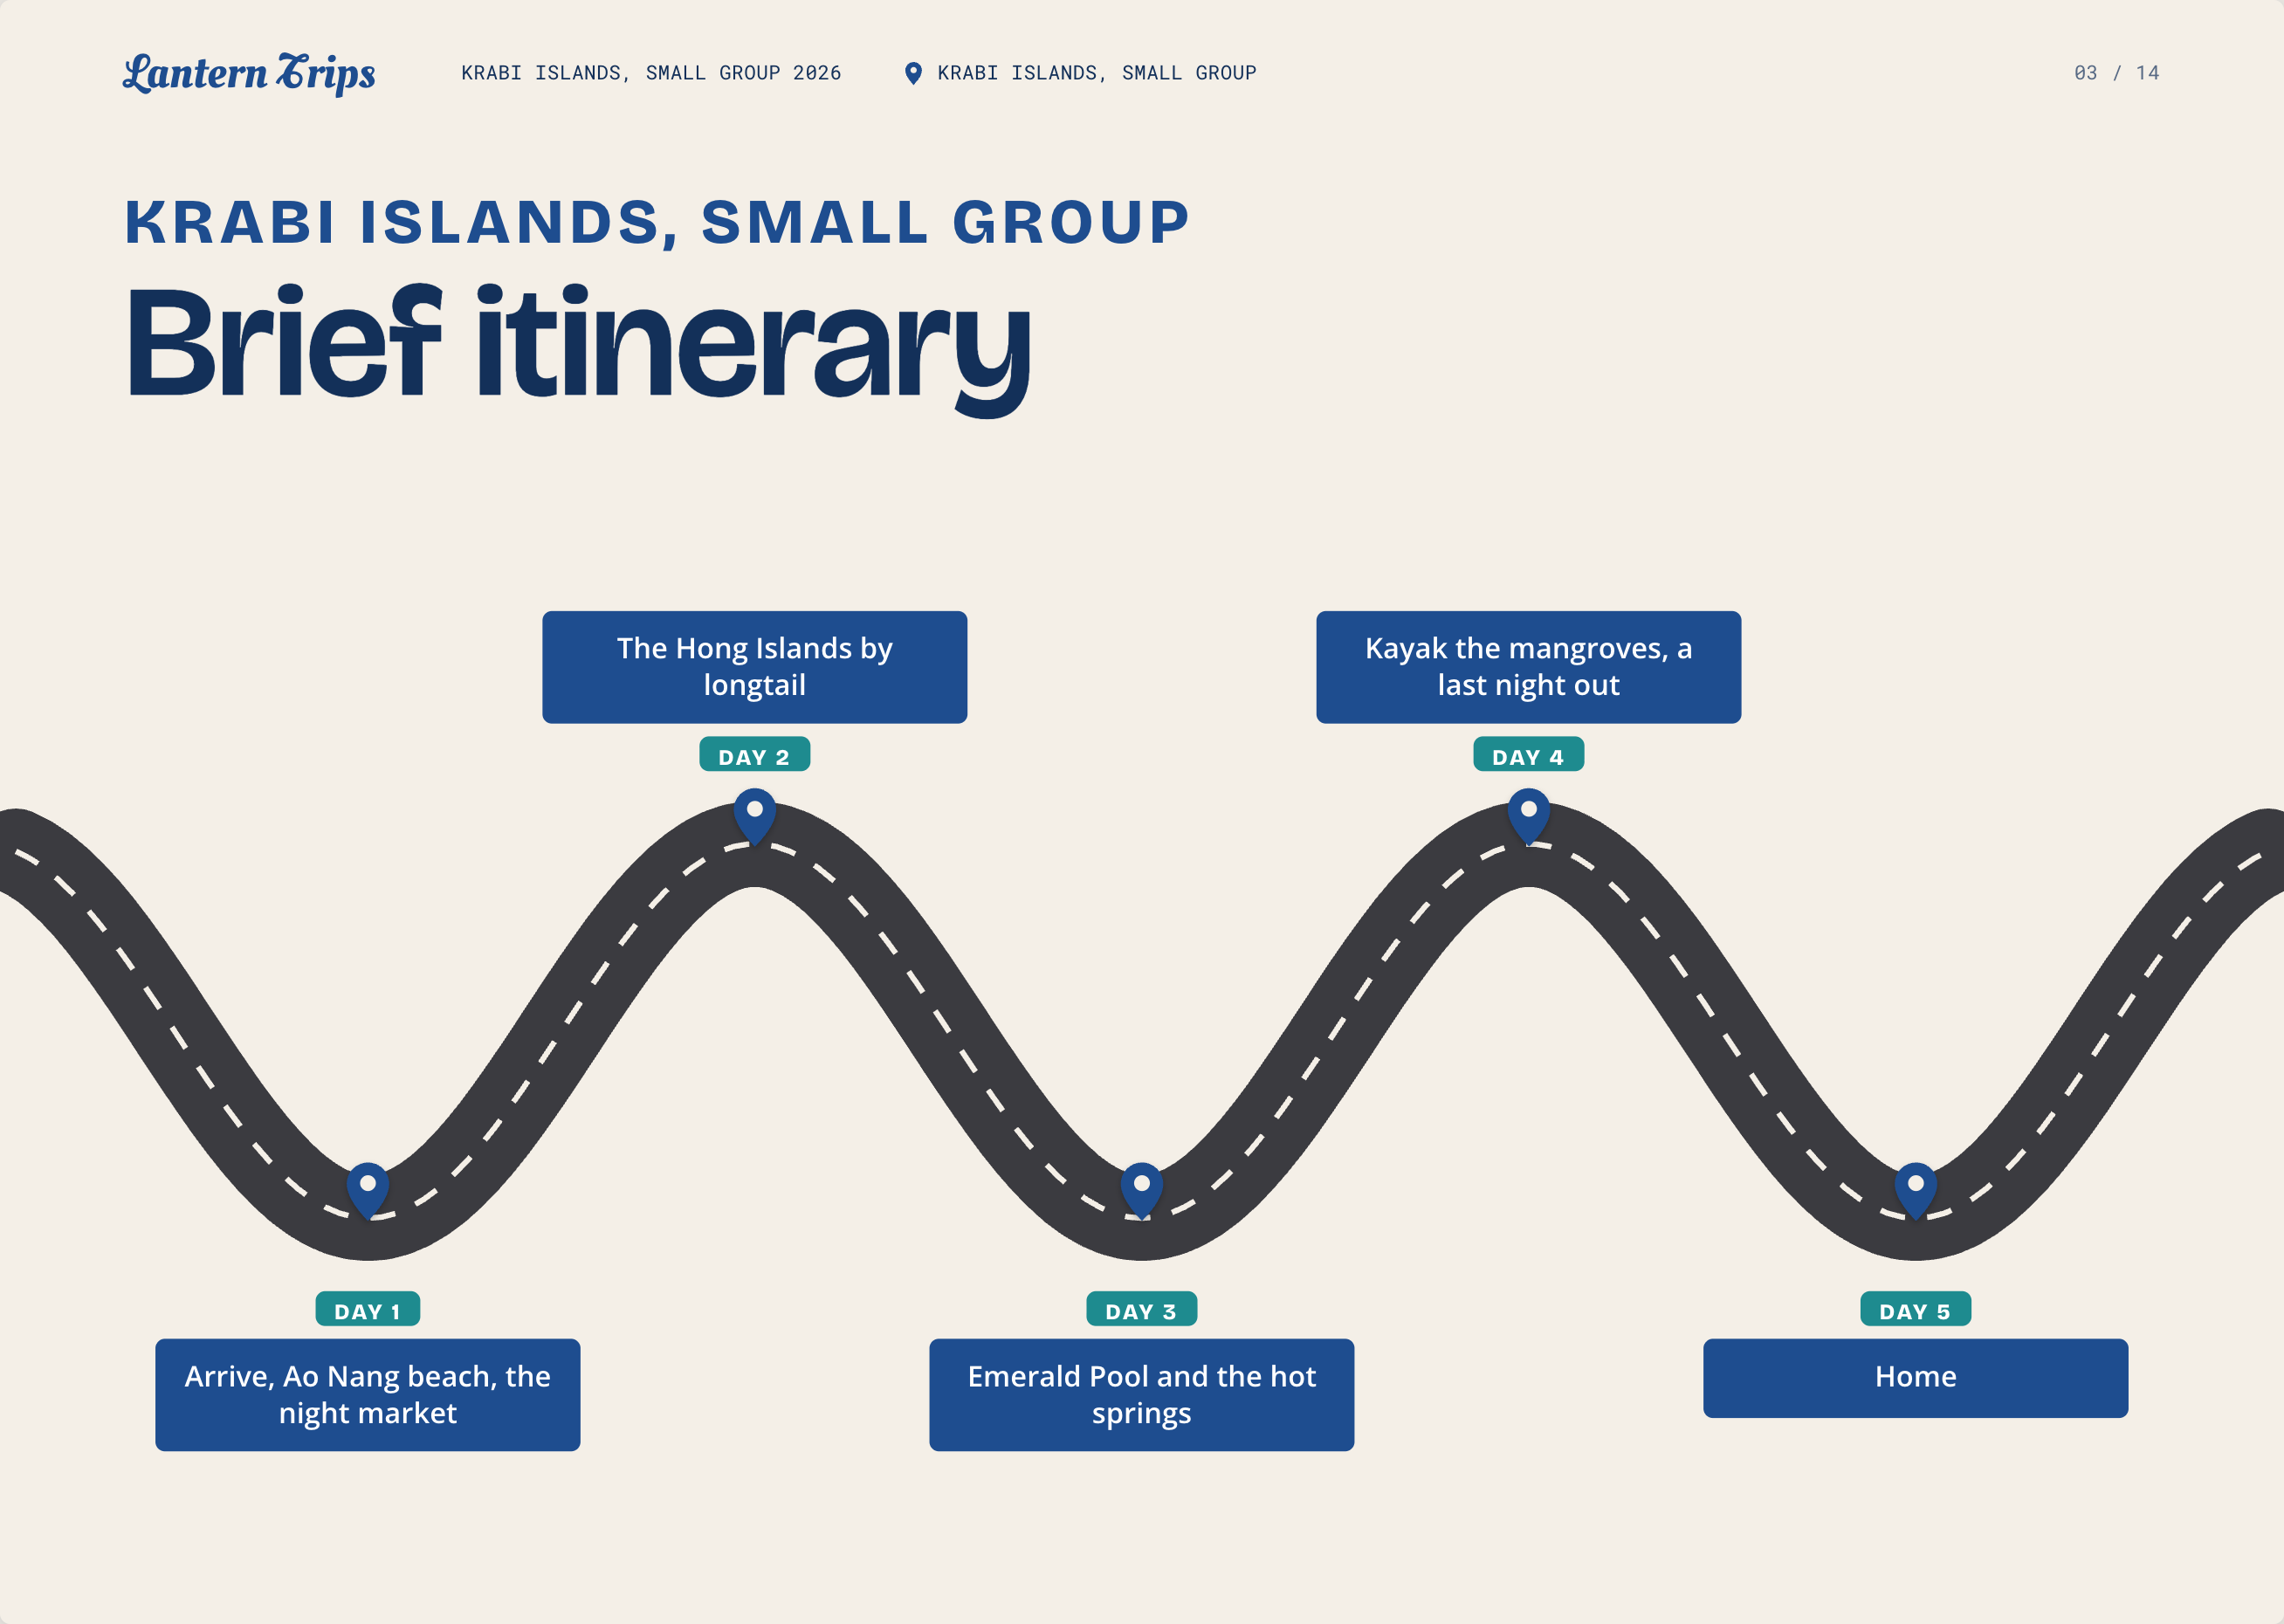 Lantern Trips
KRABI ISLANDS, SMALL GROUP 2026
KRABI ISLANDS, SMALL GROUP
03 / 14
KRABI ISLANDS, SMALL GROUP
Brief itinerary
DAY 1
Arrive, Ao Nang beach, the
night market
The Hong Islands by
longtail
DAY 2
DAY 3
Emerald Pool and the hot
springs
Kayak the mangroves, a
last night out
DAY 4
DAY 5
Home